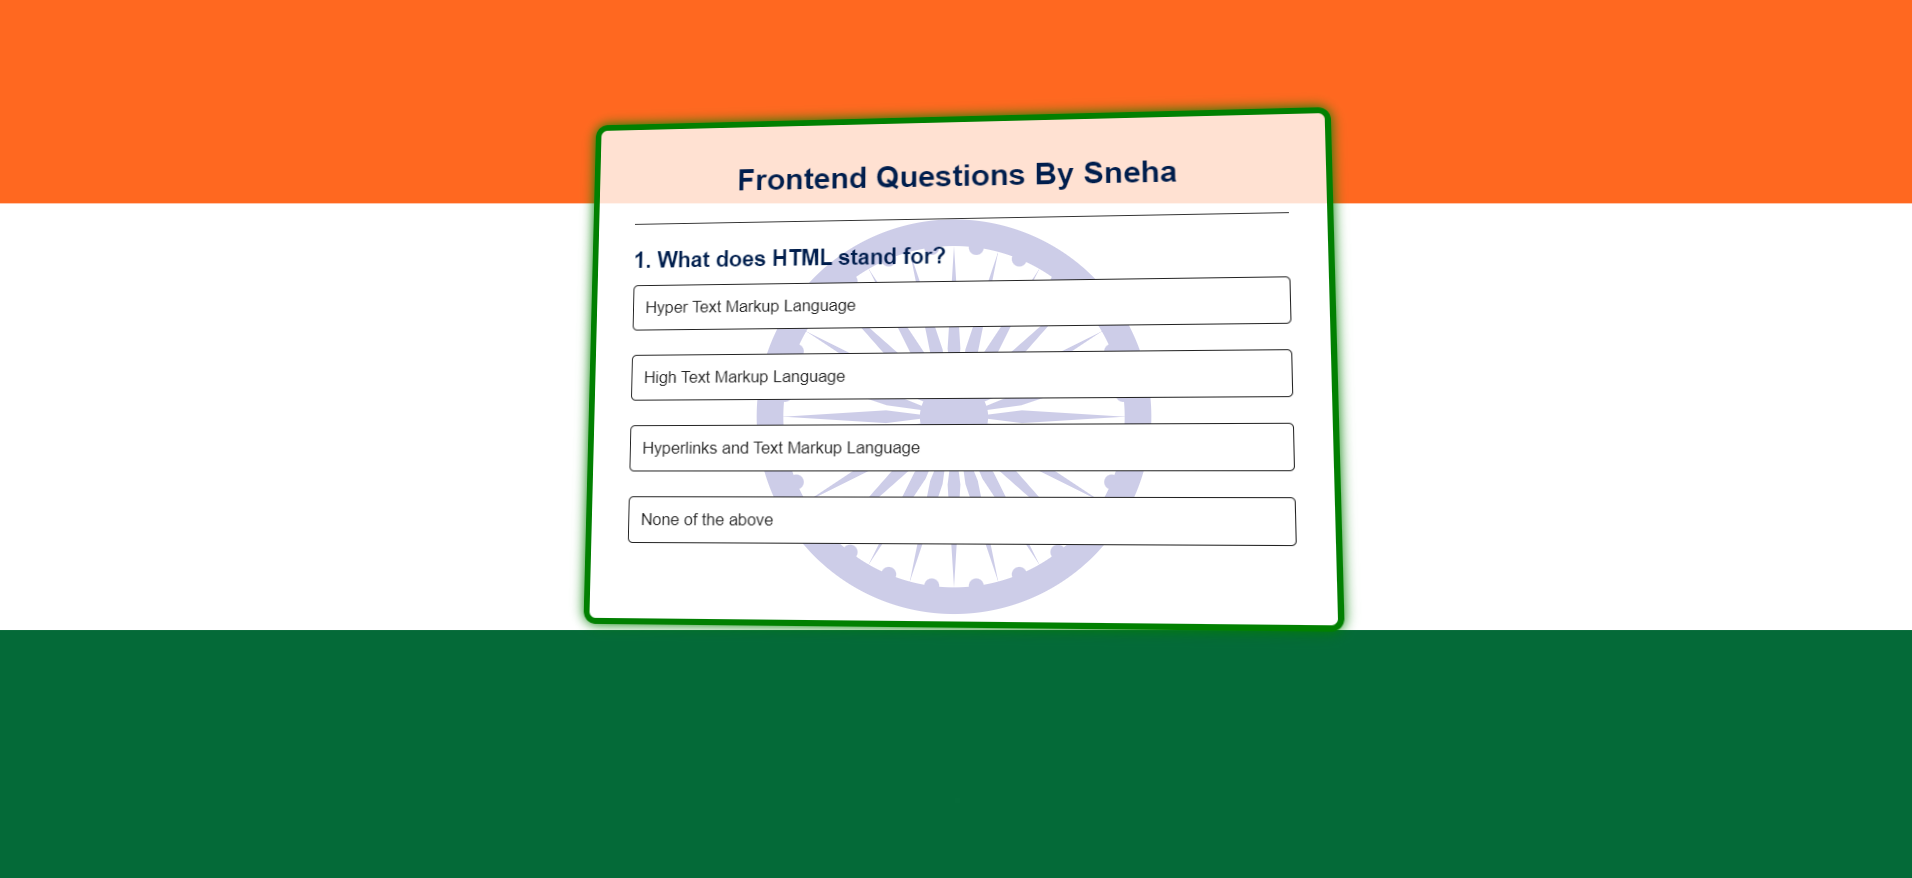 Frontend Questions By Sneha
1. What does HTML stand for?
Hyper Text Markup Language
High Text Markup Language
Hyperlinks and Text Markup Language
None of the above